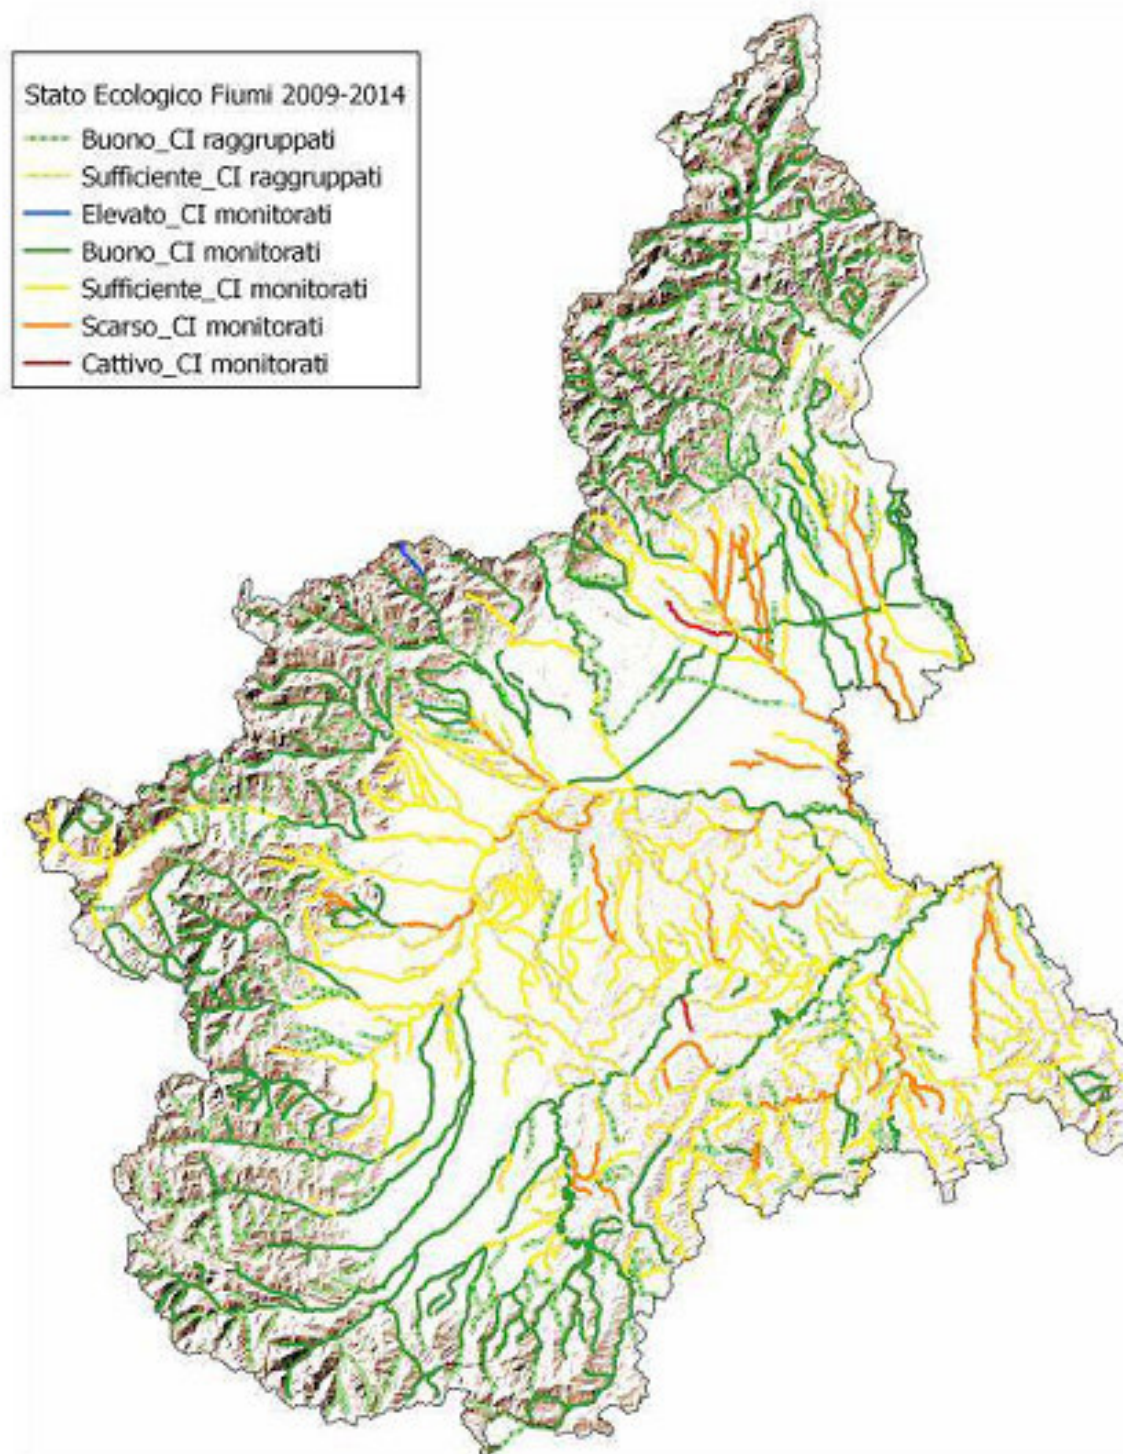 Stato Ecologico Fiumi 2009-2014
Buono_CI raggruppati
Sufficiente_CI raggruppati
Elevato_CI monitorati
Buono_CI monitorati
Sufficiente_CI monitorati
Scarso_CI monitorati
Cattivo_CI monitorati